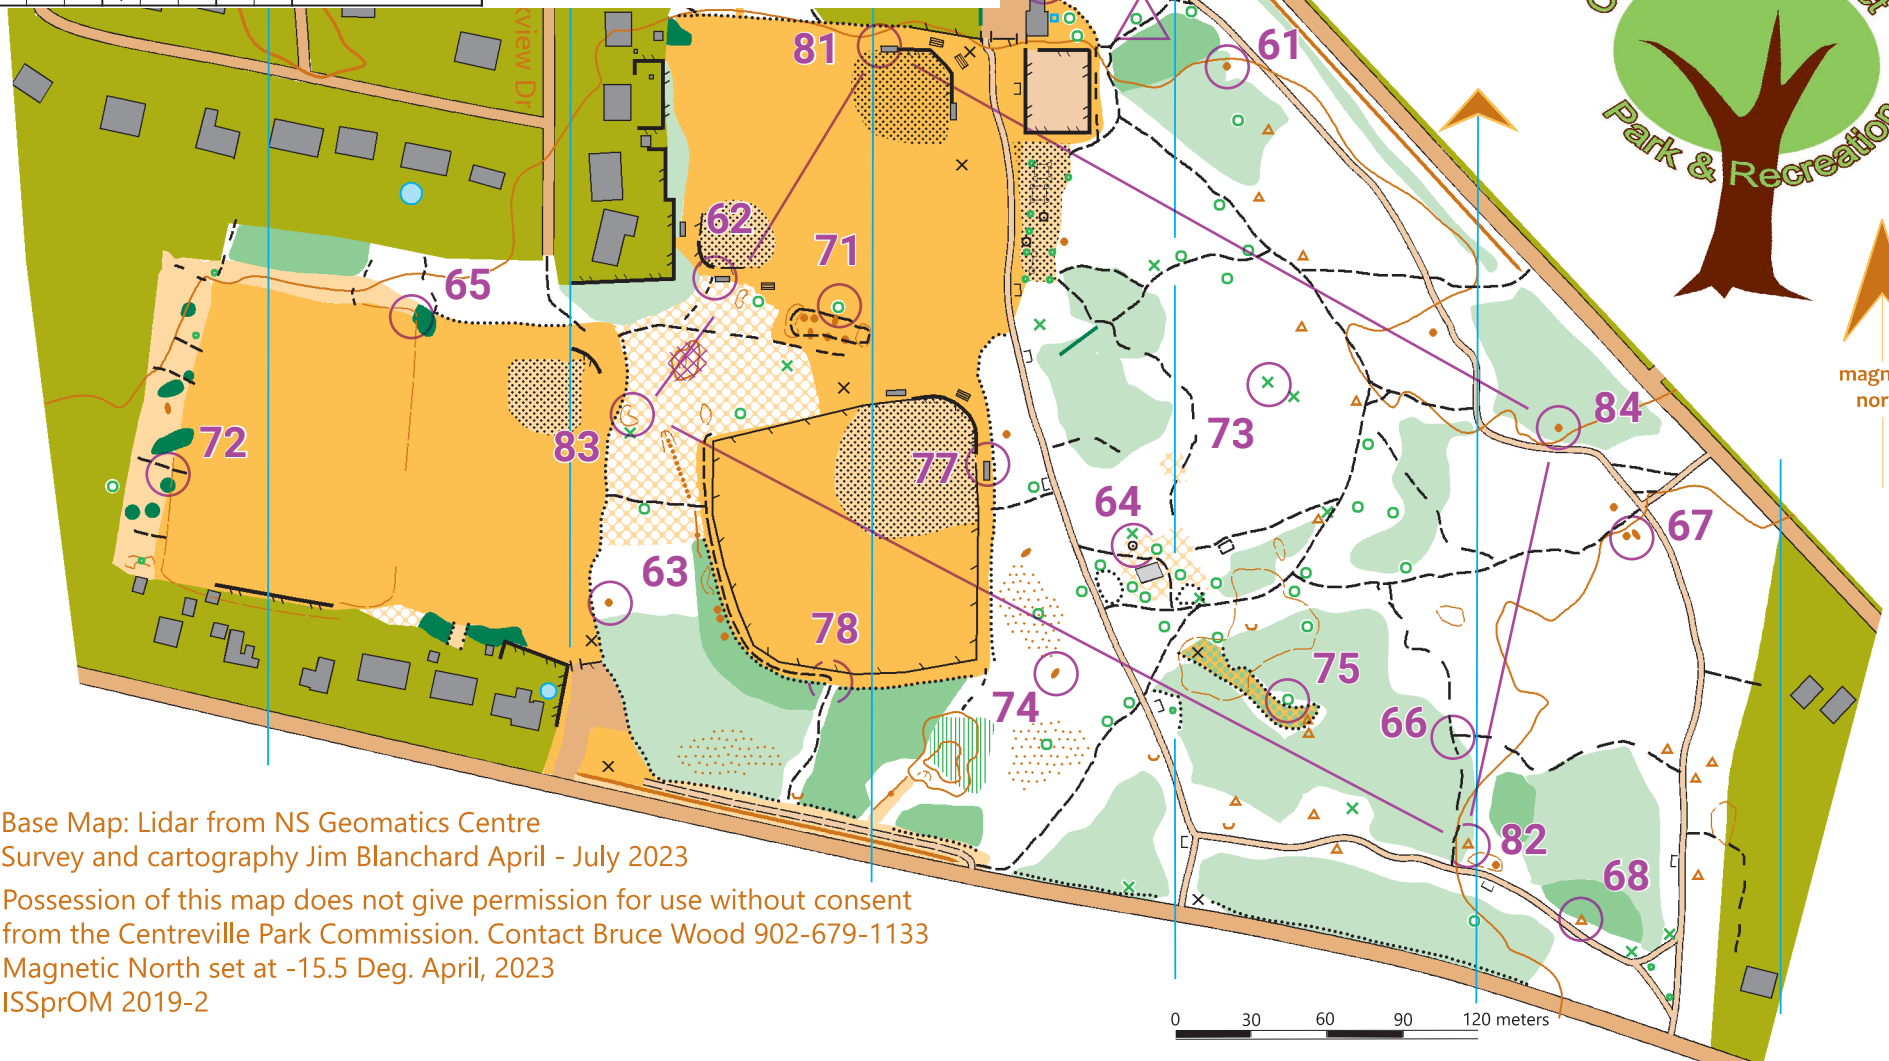 kview Dr
Park & Recreation
81
61
62
71
65
magn
nor
84
72
83
77
73
64
67
63
78
75
74
66
82
68
Base Map: Lidar from NS Geomatics Centre
Survey and cartography Jim Blanchard April - July 2023
Possession of this map does not give permission for use without consent
from the Centreville Park Commission. Contact Bruce Wood 902-679-1133
Magnetic North set at -15.5 Deg. April, 2023
ISSprOM 2019-2
0 30 60 90 120 meters